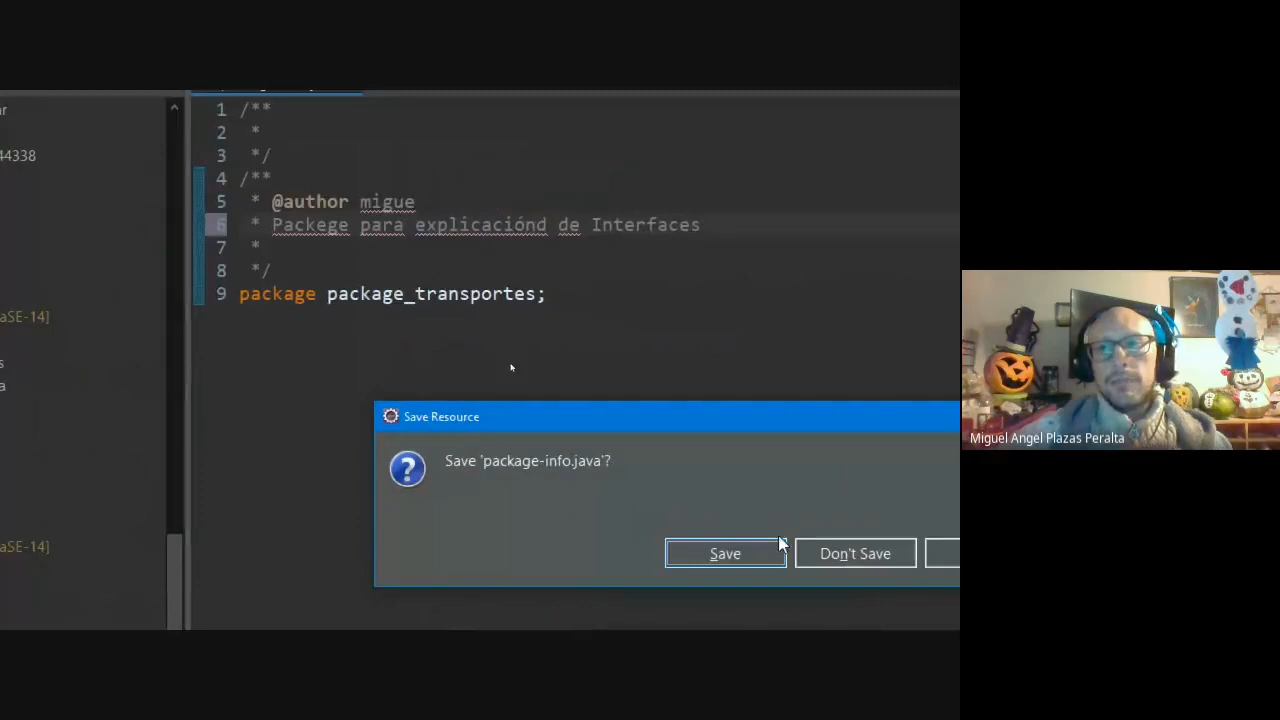 ar
44338
aSE-14]
s
a
aSE-14]
1 /**
2 *
3 */
4 /**
5 * @author migue
6 * Packege para explicaciónd de Interfaces
7 *
8 */
9 package package_transportes;
Save Resource
Save 'package-info.java'?
Save
Don't Save
Miguel Angel Plazas Peralta